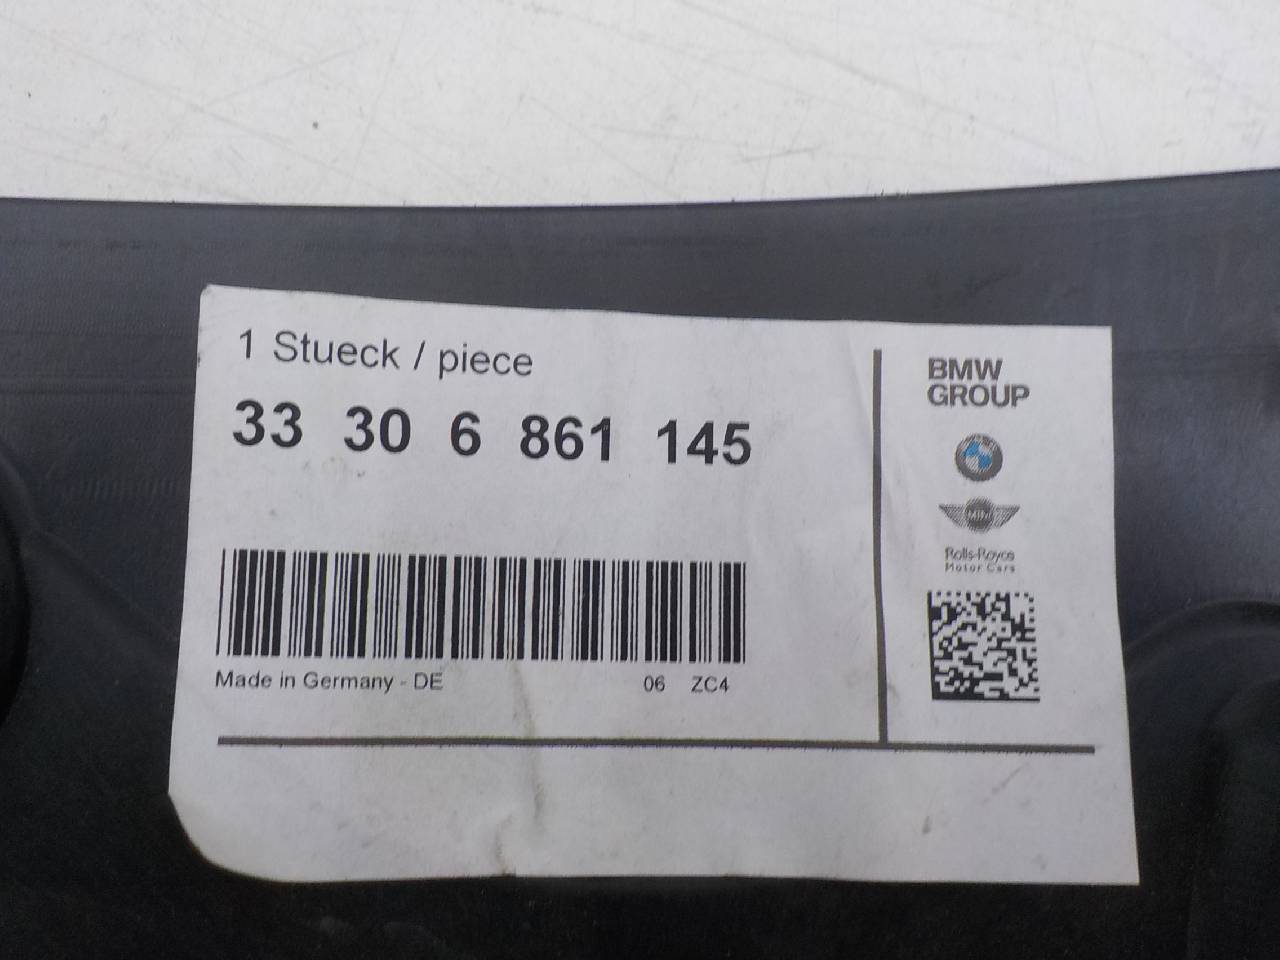 1 Stueck / piece
33 30 6 861 145
Made in Germany - DE 06 ZC4
BMW
GROUP
MINI
Rolls-Royce
Motor Cars